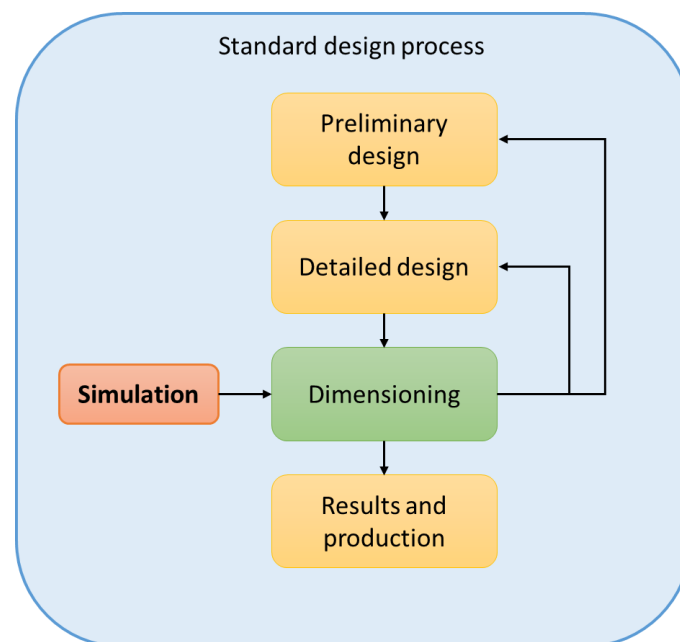 Standard design process
Preliminary
design
Detailed design
Simulation
Dimensioning
Results and
production